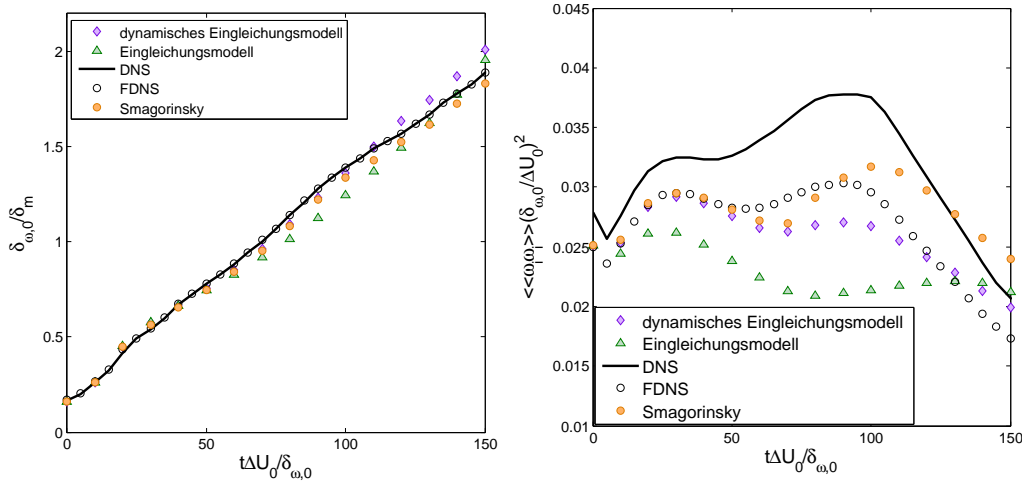 δω,0/δm
2
1.5
1
0.5
0
dynamisches Eingleichungsmodell
Eingleichungsmodell
DNS
FDNS
Smagorinsky
0 50 100 150
tΔU0/δω,0
<<ωiωi>>(δω,0/ΔU0)2
0.045
0.04
0.035
0.03
0.025
0.02
0.015
0.01
dynamisches Eingleichungsmodell
Eingleichungsmodell
DNS
FDNS
Smagorinsky
0 50 100 150
tΔU0/δω,0